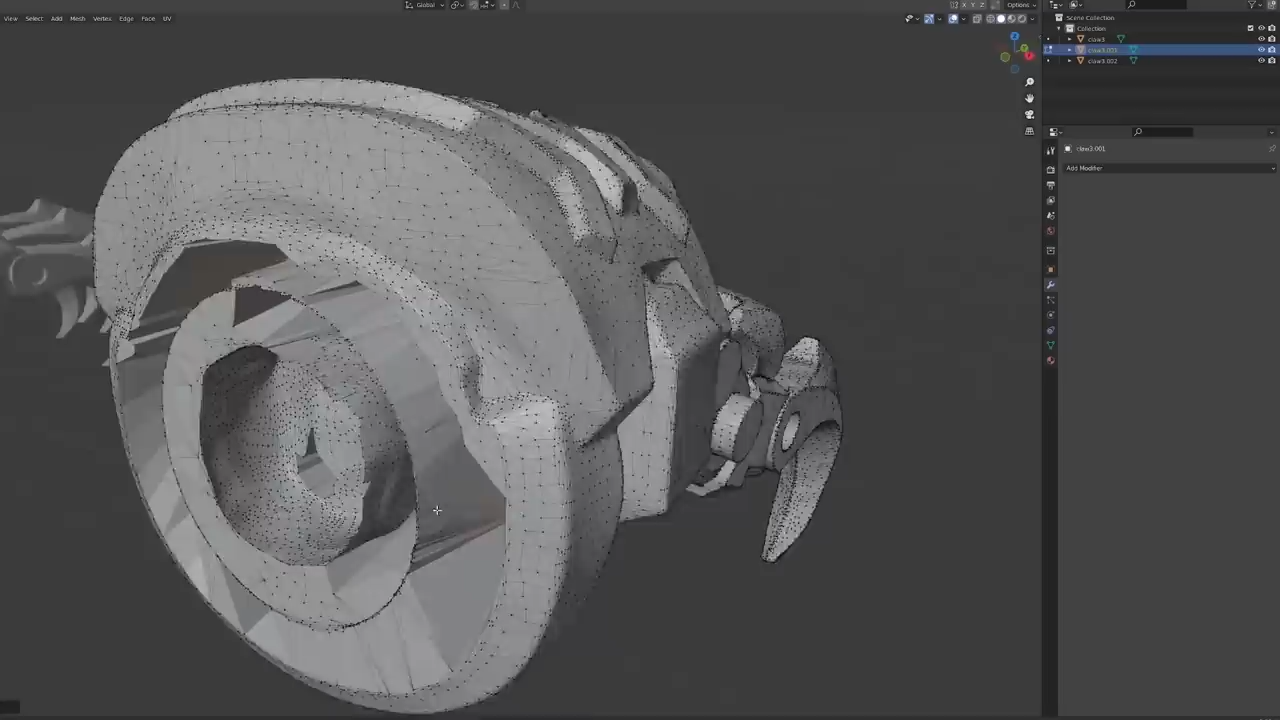 Global
Options
View Select Add Mesh Vertex Edge Face UV
X Y Z
Scene Collection
Collection
claw3
claw3.001
claw3.002
claw3.001
Add Modifier